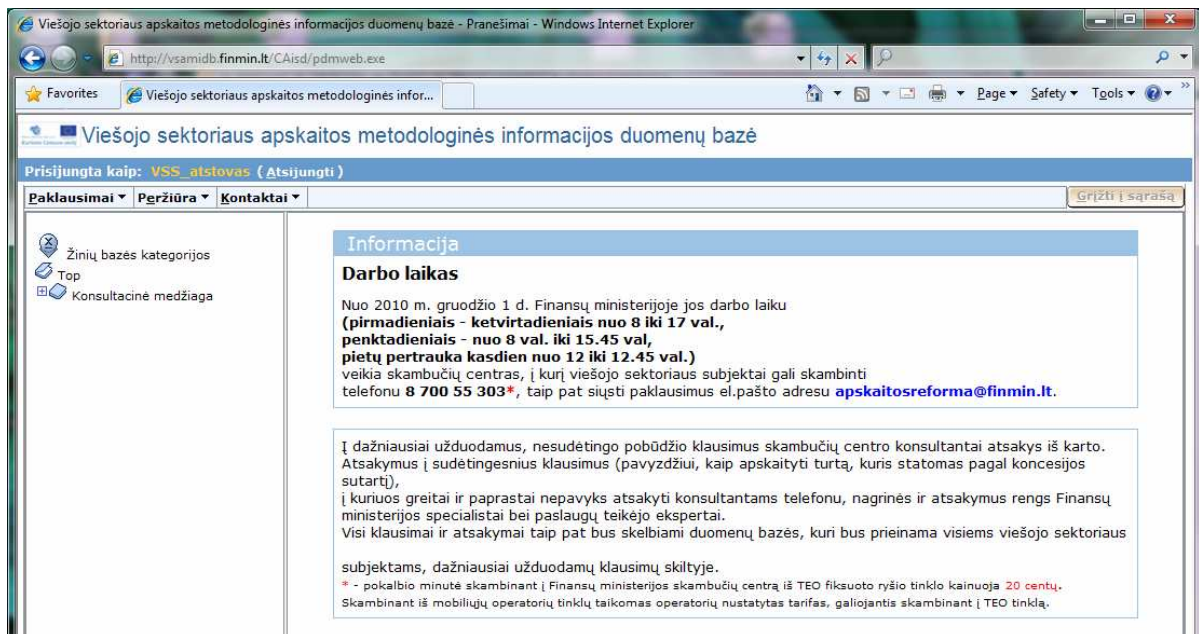 Viešojo sektoriaus apskaitos metodologinės informacijos duomenų bazė - Pranešimai - Windows Internet Explorer
http://vsamidb.finmin.lt/CAisd/pdmweb.exe
Favorites
Viešojo sektoriaus apskaitos metodologinės infor...
Page Safety Tools
Viešojo sektoriaus apskaitos metodologinės informacijos duomenų bazė
Prisijungta kaip: VSS_atstovas ( Atsijungti )
Paklausimai Peržiūra Kontaktai
Grįžti į sąrašą
Žinių bazės kategorijos
Top
Konsultacinė medžiaga
Informacija
Darbo laikas
Nuo 2010 m. gruodžio 1 d. Finansų ministerijoje jos darbo laiku
(pirmadieniais - ketvirtadieniais nuo 8 iki 17 val.,
penktadieniais - nuo 8 val. iki 15.45 val,
pietų pertrauka kasdien nuo 12 iki 12.45 val.)
veikia skambučių centras, į kurį viešojo sektoriaus subjektai gali skambinti
telefonu 8 700 55 303*, taip pat siųsti paklausimus el.pašto adresu apskaitosreforma@finmin.lt.
Į dažniausiai užduodamus, nesudėtingo pobūdžio klausimus skambučių centro konsultantai atsakys iš karto.
Atsakymus į sudėtingesnius klausimus (pavyzdžiui, kaip apskaityti turtą, kuris statomas pagal koncesijos
sutartį),
į kuriuos greitai ir paprastai nepavyks atsakyti konsultantams telefonu, nagrinės ir atsakymus rengs Finansų
ministerijos specialistai bei paslaugų teikėjo ekspertai.
Visi klausimai ir atsakymai taip pat bus skelbiami duomenų bazės, kuri bus prieinama visiems viešojo sektoriaus
subjektams, dažniausiai užduodamų klausimų skiltyje.
* - pokalbio minutė skambinant į Finansų ministerijos skambučių centrą iš TEO fiksuoto ryšio tinklo kainuoja 20 centų.
Skambinant iš mobiliųjų operatorių tinklų taikomas operatorių nustatytas tarifas, galiojantis skambinant į TEO tinklą.